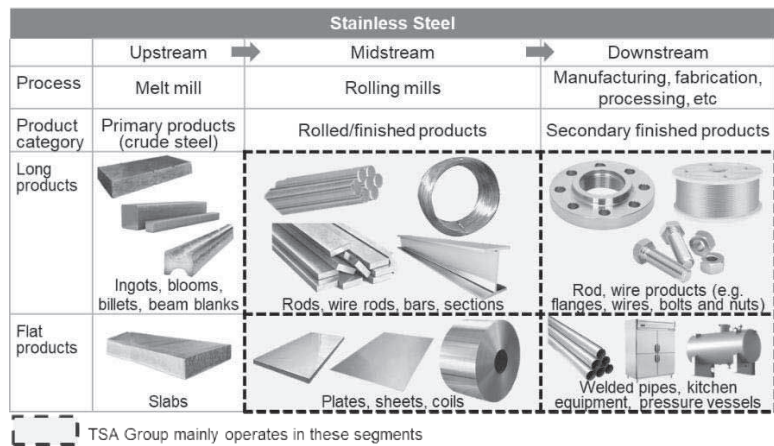 Stainless Steel
Upstream
Midstream
Downstream
Process
Melt mill
Rolling mills
Manufacturing, fabrication,
processing, etc
Product
category
Primary products
(crude steel)
Rolled/finished products
Secondary finished products
Long
products
Ingots, blooms,
billets, beam blanks
Rods, wire rods, bars, sections
Rod, wire products (e.g.
flanges, wires, bolts and nuts)
Flat
products
Slabs
Plates, sheets, coils
Welded pipes, kitchen
equipment, pressure vessels
TSA Group mainly operates in these segments